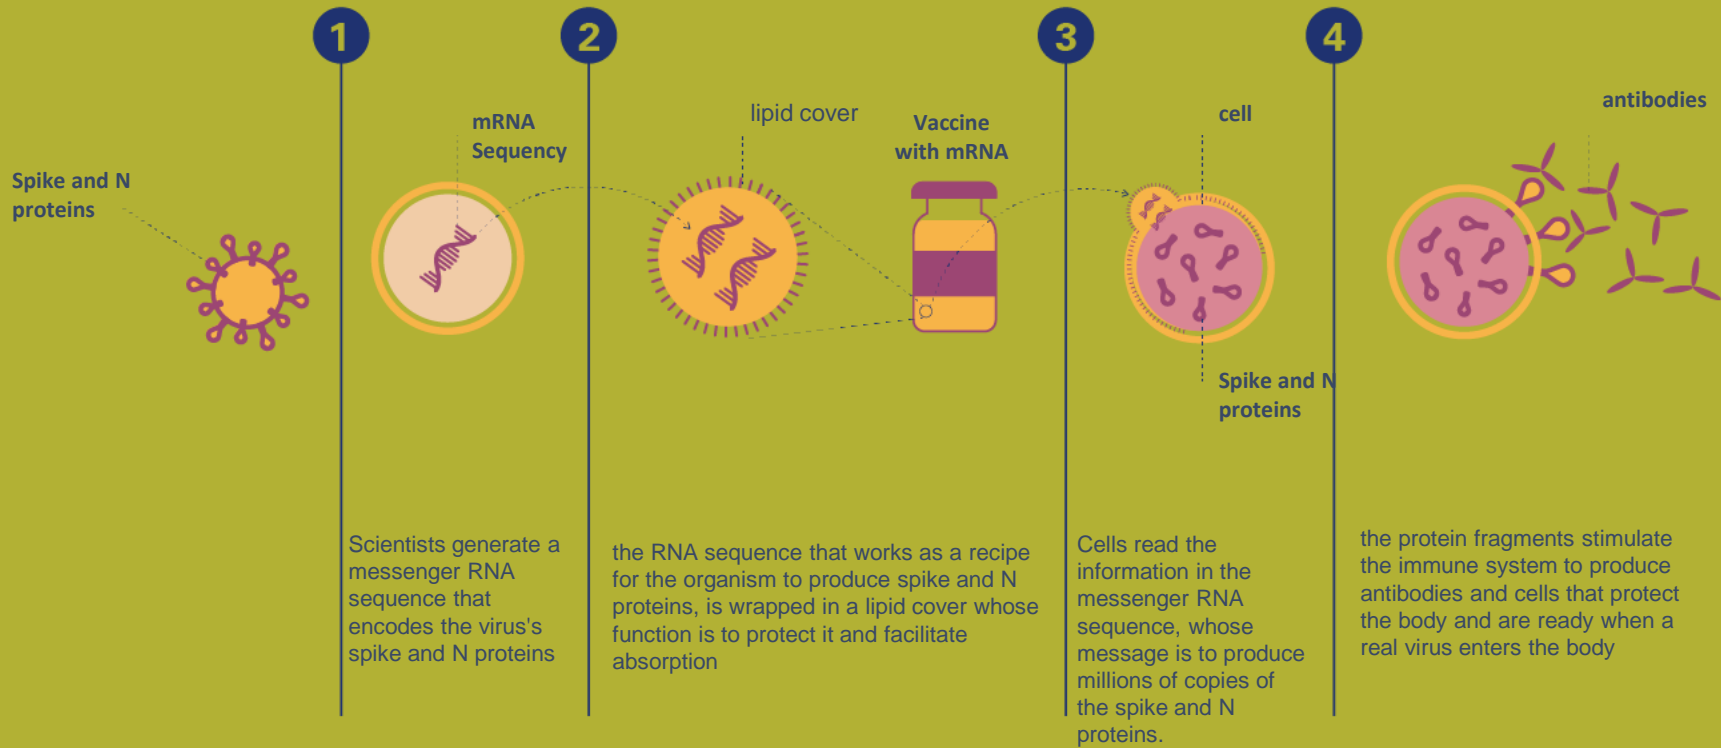 1
2
3
4
Spike and N
proteins
mRNA
Sequency
lipid cover
Vaccine
with mRNA
cell
Spike and N
proteins
antibodies
Scientists generate a
messenger RNA
sequence that
encodes the virus's
spike and N proteins
the RNA sequence that works as a recipe
for the organism to produce spike and N
proteins, is wrapped in a lipid cover whose
function is to protect it and facilitate
absorption
Cells read the
information in the
messenger RNA
sequence, whose
message is to produce
millions of copies of
the spike and N
proteins.
the protein fragments stimulate
the immune system to produce
antibodies and cells that protect
the body and are ready when a
real virus enters the body